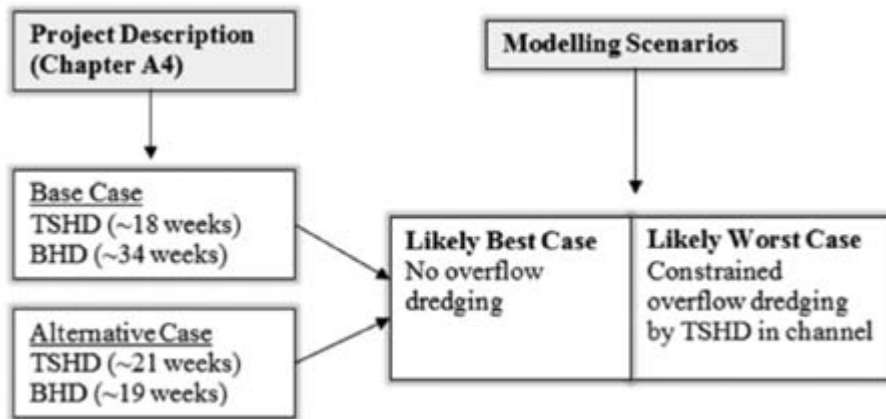 Project Description
(Chapter A4)
Modelling Scenarios
Base Case
TSHD (~18 weeks)
BHD (~34 weeks)
Alternative Case
TSHD (~21 weeks)
BHD (~19 weeks)
Likely Best Case
No overflow
dredging
Likely Worst Case
Constrained
overflow dredging
by TSHD in channel